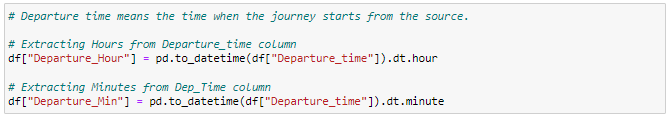 # Departure time means the time when the journey starts from the source.
# Extracting Hours from Departure_time column
df["Departure_Hour"] = pd.to_datetime(df["Departure_time"]).dt.hour
# Extracting Minutes from Dep_Time column
df["Departure_Min"] = pd.to_datetime(df["Departure_time"]).dt.minute